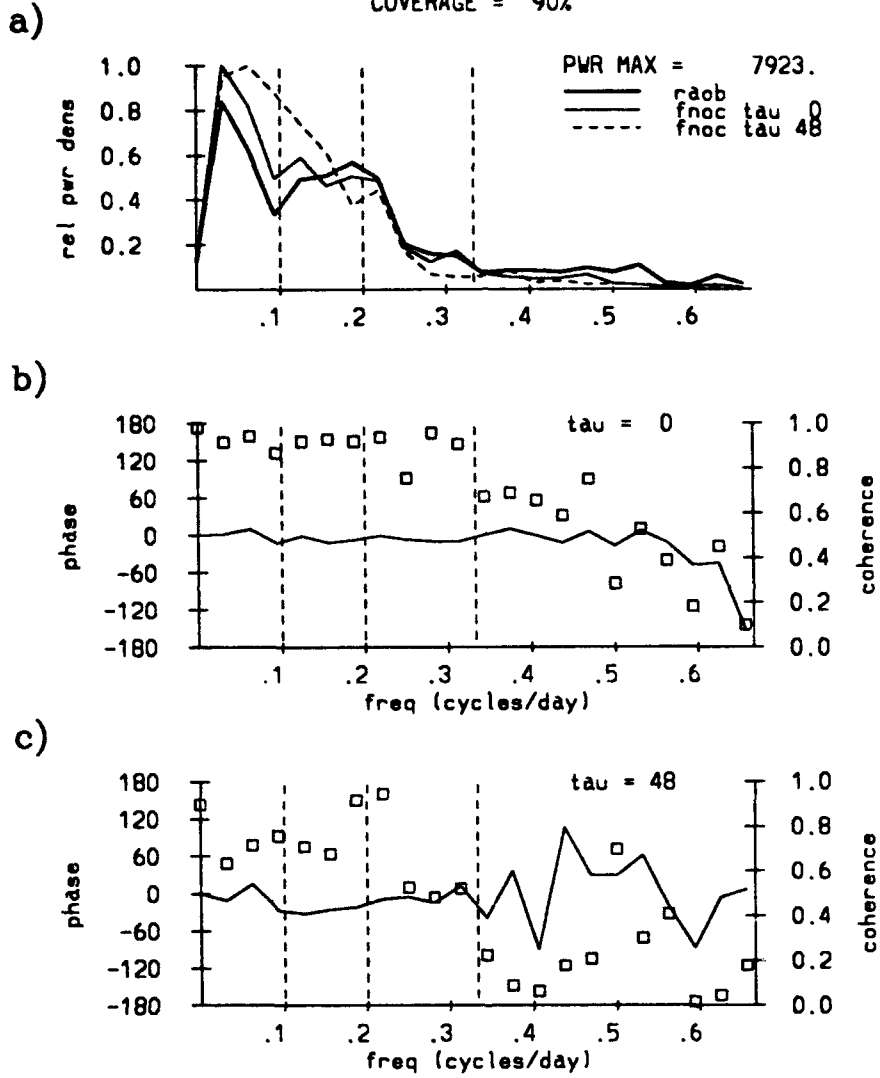 COVERAGE = 90%
a)
PWR MAX = 7923.
raob
fnoc tau 0
fnoc tau 48
rel pwr dens
1.0
0.8
0.6
0.4
0.2
.1 .2 .3 .4 .5 .6
b)
tau = 0
phase
180
120
60
0
-60
-120
-180
coherence
1.0
0.8
0.6
0.4
0.2
0.0
.1 .2 .3 .4 .5 .6
freq (cycles/day)
c)
tau = 48
phase
180
120
60
0
-60
-120
-180
coherence
1.0
0.8
0.6
0.4
0.2
0.0
.1 .2 .3 .4 .5 .6
freq (cycles/day)